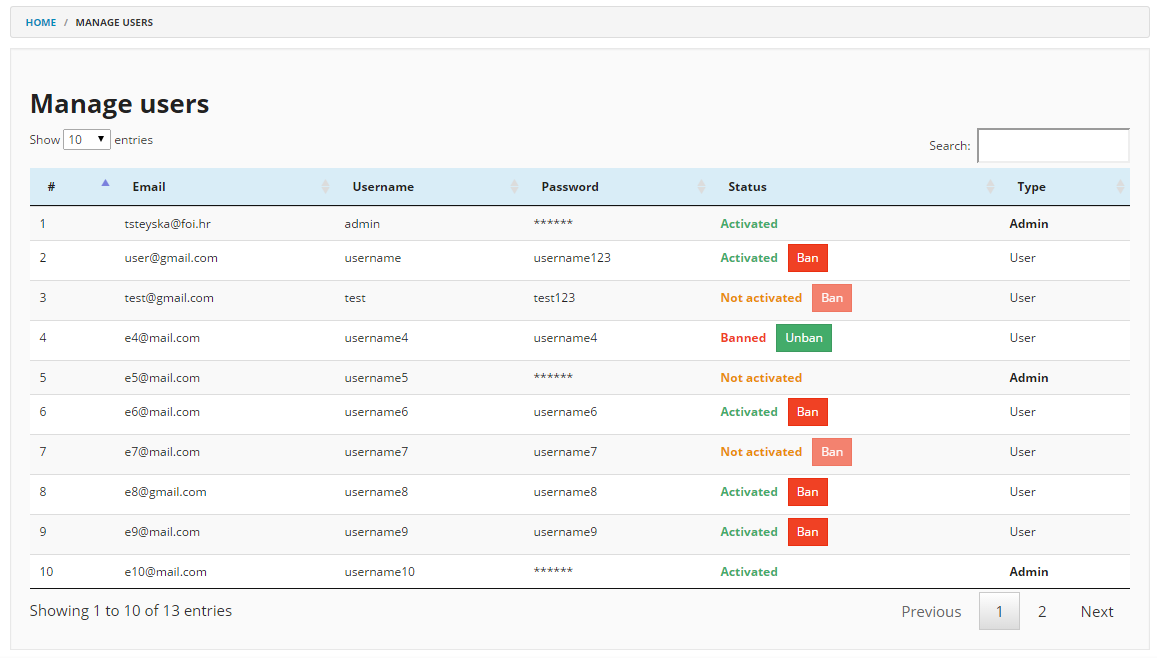 HOME / MANAGE USERS
Manage users
Show 10 entries
Search:
# Email Username Password Status Type
1 tsteyska@foi.hr admin ****** Activated Admin
2 user@gmail.com username username123 Activated Ban User
3 test@gmail.com test test123 Not activated Ban User
4 e4@mail.com username4 username4 Banned Unban User
5 e5@mail.com username5 ****** Not activated Admin
6 e6@mail.com username6 username6 Activated Ban User
7 e7@mail.com username7 username7 Not activated Ban User
8 e8@gmail.com username8 username8 Activated Ban User
9 e9@mail.com username9 username9 Activated Ban User
10 e10@mail.com username10 ****** Activated Admin
Showing 1 to 10 of 13 entries
Previous 1 2 Next